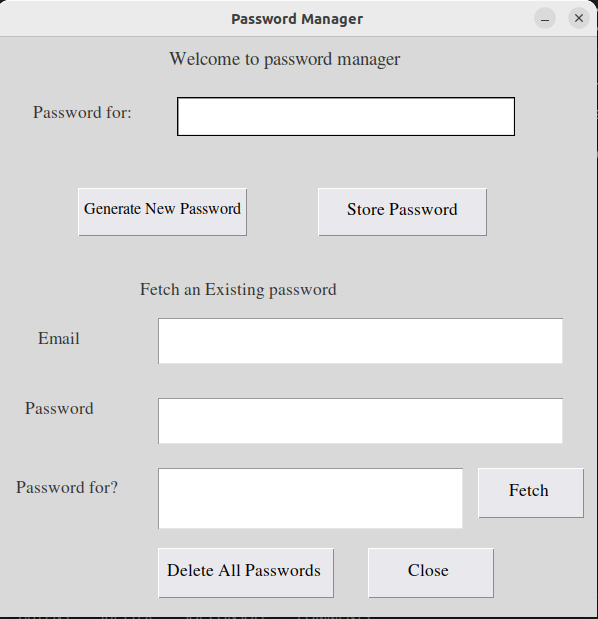 Password Manager
Welcome to password manager
Password for:
Generate New Password
Store Password
Fetch an Existing password
Email
Password
Password for?
Fetch
Delete All Passwords
Close